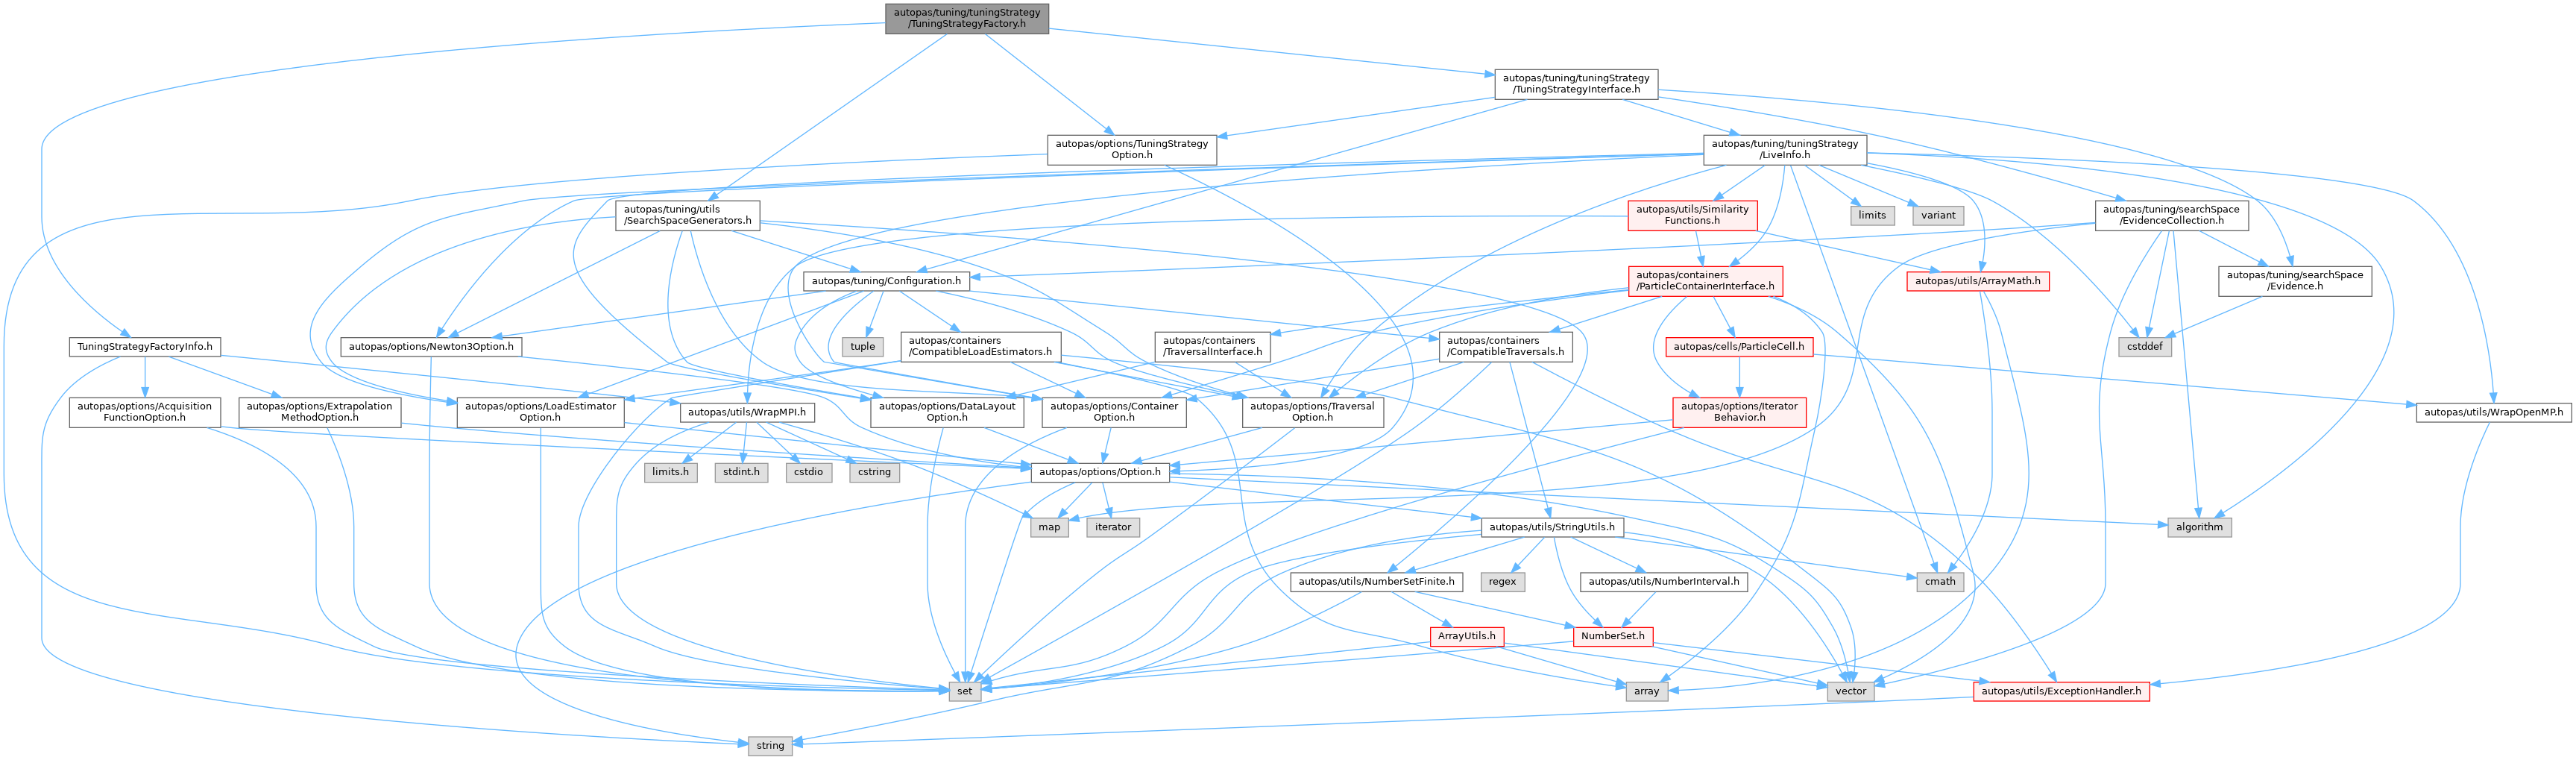 autopas/tuning/tuningStrategy
/TuningStrategyFactory.h
autopas/tuning/tuningStrategy
/TuningStrategyInterface.h
autopas/options/TuningStrategy
Option.h
autopas/tuning/tuningStrategy
/LiveInfo.h
autopas/tuning/utils
/SearchSpaceGenerators.h
autopas/utils/Similarity
Functions.h
limits
variant
autopas/tuning/searchSpace
/EvidenceCollection.h
autopas/tuning/Configuration.h
autopas/containers
/ParticleContainerInterface.h
autopas/utils/ArrayMath.h
autopas/tuning/searchSpace
/Evidence.h
TuningStrategyFactoryInfo.h
autopas/options/Newton3Option.h
tuple
autopas/containers
/CompatibleLoadEstimators.h
autopas/containers
/TraversalInterface.h
autopas/containers
/CompatibleTraversals.h
autopas/cells/ParticleCell.h
cstddef
autopas/options/Acquisition
FunctionOption.h
autopas/options/Extrapolation
MethodOption.h
autopas/options/LoadEstimator
Option.h
autopas/utils/WrapMPI.h
autopas/options/DataLayout
Option.h
autopas/options/Container
Option.h
autopas/options/Traversal
Option.h
autopas/options/Iterator
Behavior.h
autopas/utils/WrapOpenMP.h
limits.h
stdint.h
cstdio
cstring
autopas/options/Option.h
map
iterator
autopas/utils/StringUtils.h
algorithm
autopas/utils/NumberSetFinite.h
regex
autopas/utils/NumberInterval.h
cmath
ArrayUtils.h
NumberSet.h
set
array
vector
autopas/utils/ExceptionHandler.h
string